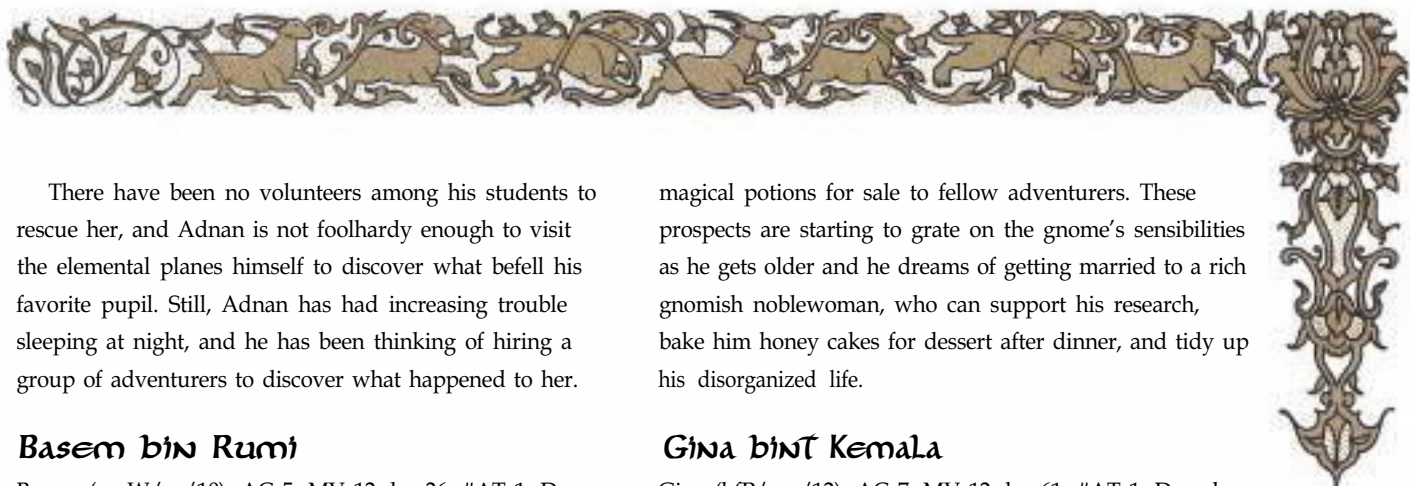 There have been no volunteers among his students to
rescue her, and Adnan is not foolhardy enough to visit
the elemental planes himself to discover what befell his
favorite pupil. Still, Adnan has had increasing trouble
sleeping at night, and he has been thinking of hiring a
group of adventurers to discover what happened to her.
Basem bin Rumi
magical potions for sale to fellow adventurers. These
prospects are starting to grate on the gnome's sensibilities
as he gets older and he dreams of getting married to a rich
gnomish noblewoman, who can support his research,
bake him honey cakes for dessert after dinner, and tidy up
his disorganized life.
Gina bint Kemala